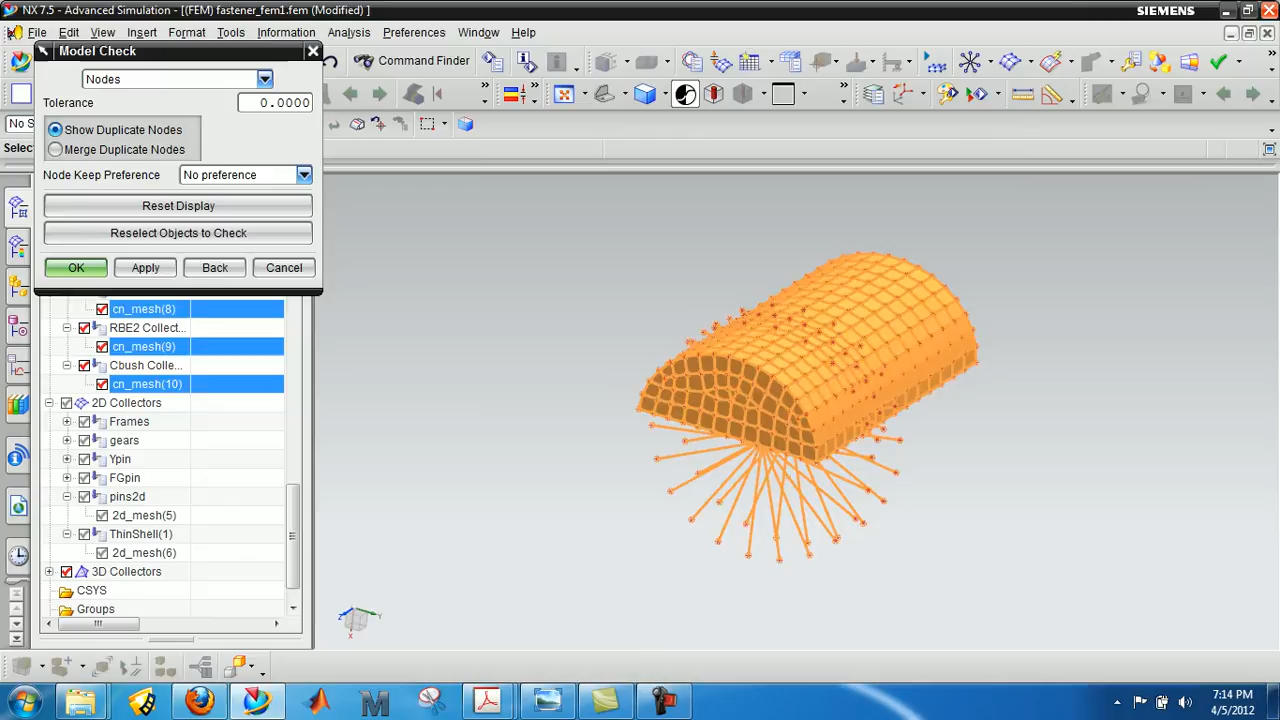 NX 7.5 - Advanced Simulation - [(FEM) fastener_fem1.fem (Modified) ]
SIEMENS
File Edit View Insert Format Tools Information Analysis Preferences Window Help
Model Check
Command Finder
Nodes
Tolerance
0.0000
No S
Show Duplicate Nodes
Merge Duplicate Nodes
Selec
Node Keep Preference
No preference
Reset Display
Reselect Objects to Check
OK
Apply
Back
Cancel
cn_mesh(8)
RBE2 Collect...
cn_mesh(9)
Cbush Colle...
cn_mesh(10)
2D Collectors
Frames
gears
Ypin
FGpin
pins2d
2d_mesh(5)
ThinShell(1)
2d_mesh(6)
3D Collectors
CSYS
Groups
Z
Y
X
7:14 PM
4/5/2012